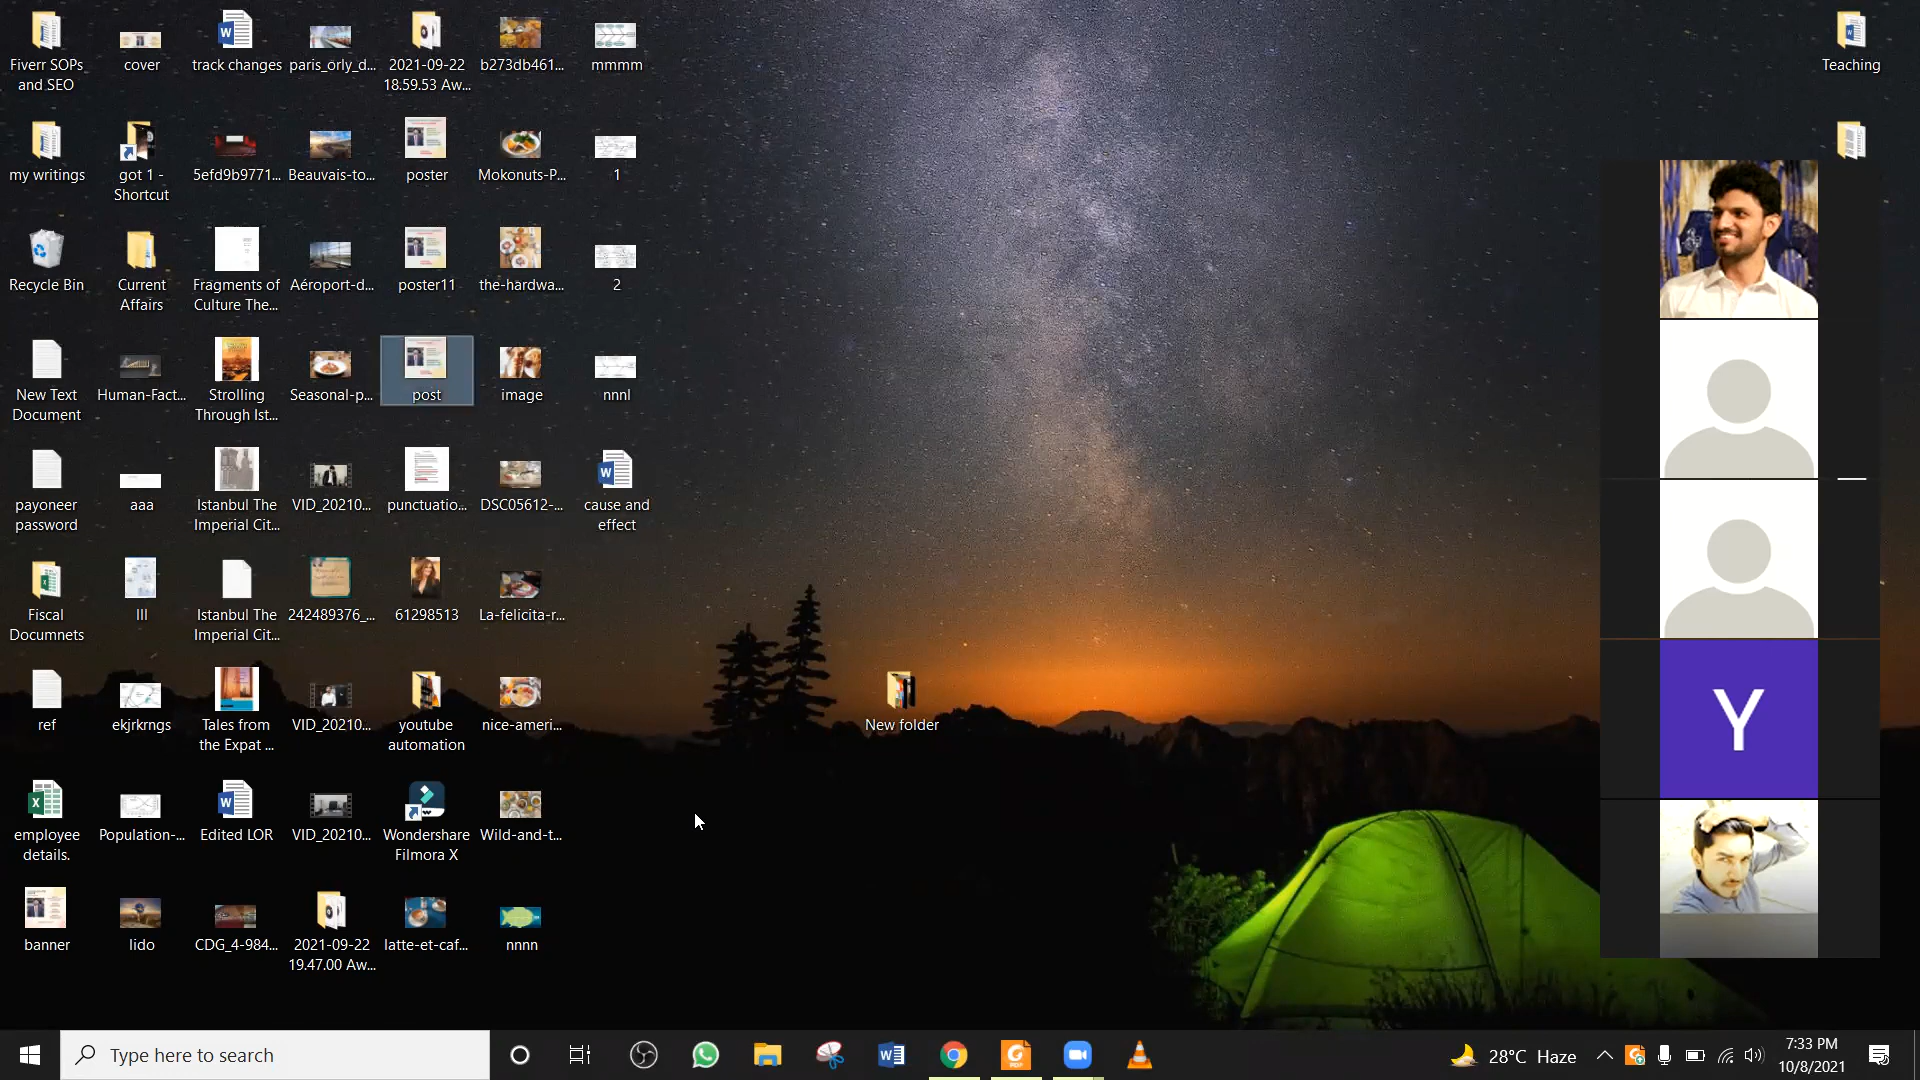 Fiverr SOPs
and SEO
cover
track changes
paris_orly_d...
2021-09-22
18.59.53 Aw...
b273db461...
mmmm
Teaching
my writings
got 1 -
Shortcut
5efd9b9771...
Beauvais-to...
poster
Mokonuts-P...
1
Recycle Bin
Current
Affairs
Fragments of
Culture The...
Aéroport-d...
poster11
the-hardwa...
2
New Text
Document
Human-Fact...
Strolling
Through Ist...
Seasonal-p...
post
image
nnnl
payoneer
password
aaa
Istanbul The
Imperial Cit...
VID_20210...
punctuatio...
DSC05612-...
cause and
effect
Fiscal
Documnets
lll
Istanbul The
Imperial Cit...
242489376_...
61298513
La-felicita-r...
ref
ekjrkrngs
Tales from
the Expat ...
VID_20210...
youtube
automation
nice-ameri...
New folder
Y
employee
details.
Population-...
Edited LOR
VID_20210...
Wondershare
Filmora X
Wild-and-t...
banner
lido
CDG_4-984...
2021-09-22
19.47.00 Aw...
latte-et-caf...
nnnn
Type here to search
28°C Haze
7:33 PM
10/8/2021